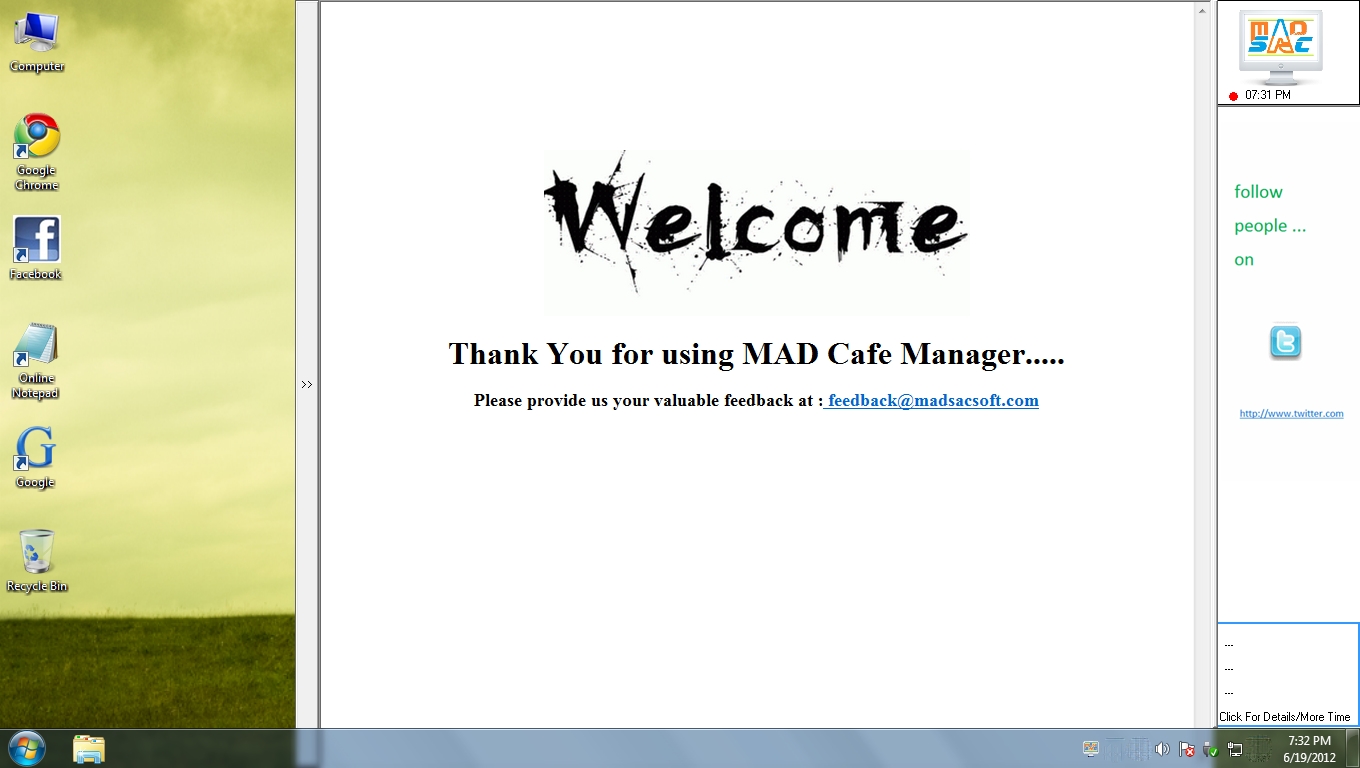 Computer
Google
Chrome
Facebook
Online
Notepad
Google
Recycle Bin
>>
Welcome
Thank You for using MAD Cafe Manager.....
Please provide us your valuable feedback at : feedback@madsacsoft.com
MAD
SAC
07:31 PM
follow
people ...
on
http://www.twitter.com
...
...
...
Click For Details/More Time
7:32 PM
6/19/2012